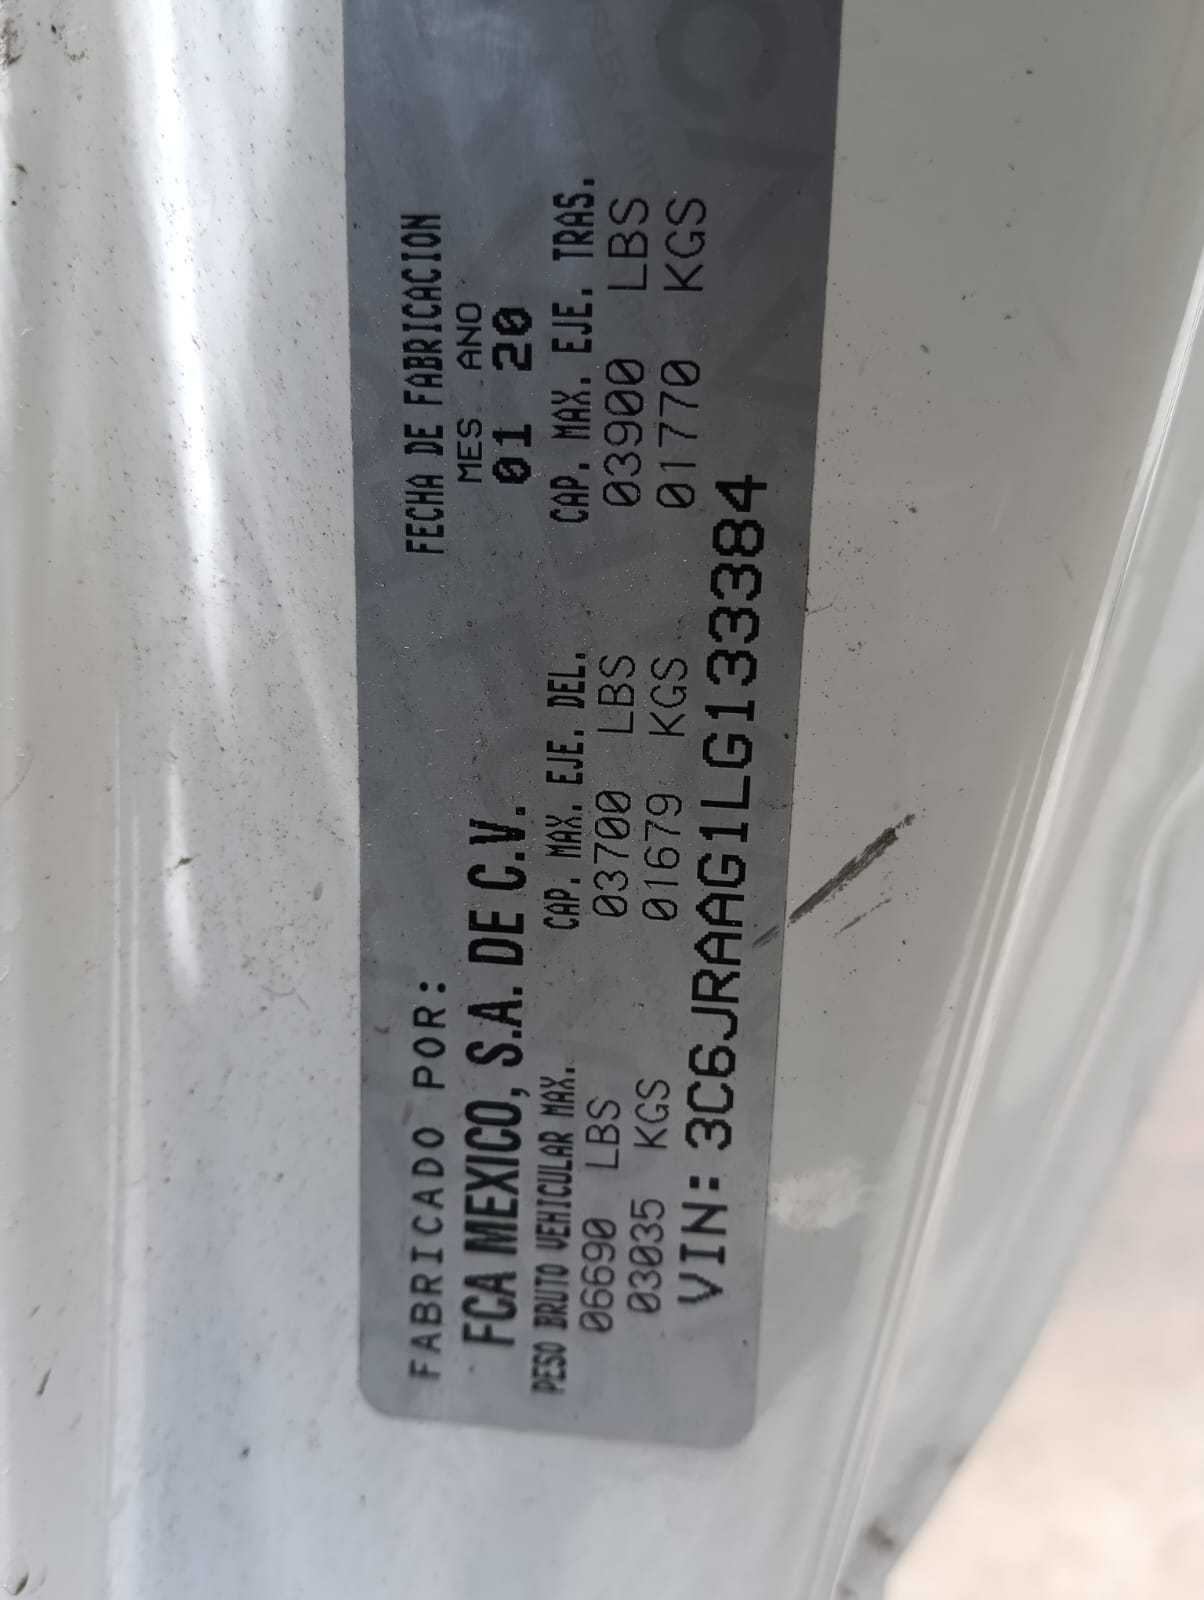 FABRICADO POR:
FECHA DE FABRICACION
FCA MEXICO, S.A. DE C.V.
MES ANO
01 20
PESO BRUTO VEHICULAR MAX. CAP. MAX. EJE. DEL. CAP. MAX. EJE. TRAS.
06690 LBS 03700 LBS 03900 LBS
03035 KGS 01679 KGS 01770 KGS
VIN: 3C6JRAAG1LG133384